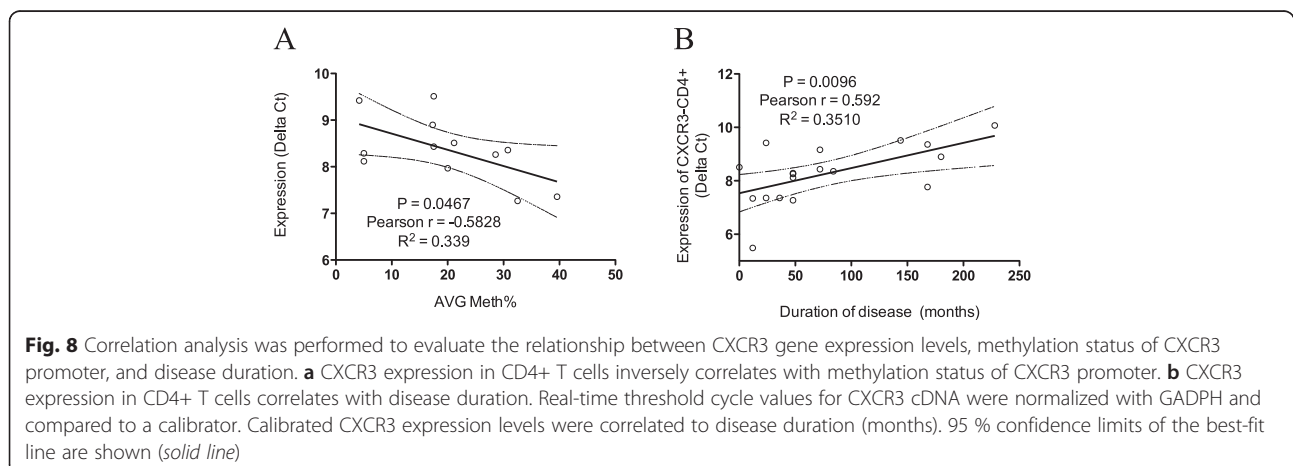 A
B
Expression (Delta Ct)
10
9
8
7
6
P = 0.0467
Pearson r = -0.5828
R2 = 0.339
0 10 20 30 40 50
AVG Meth%
Expression of CXCR3-CD4+
(Delta Ct)
12
10
8
6
P = 0.0096
Pearson r = 0.592
R2 = 0.3510
0 50 100 150 200 250
Duration of disease (months)
Fig. 8 Correlation analysis was performed to evaluate the relationship between CXCR3 gene expression levels, methylation status of CXCR3
promoter, and disease duration. a CXCR3 expression in CD4+ T cells inversely correlates with methylation status of CXCR3 promoter. b CXCR3
expression in CD4+ T cells correlates with disease duration. Real-time threshold cycle values for CXCR3 cDNA were normalized with GADPH and
compared to a calibrator. Calibrated CXCR3 expression levels were correlated to disease duration (months). 95 % confidence limits of the best-fit
line are shown (solid line)